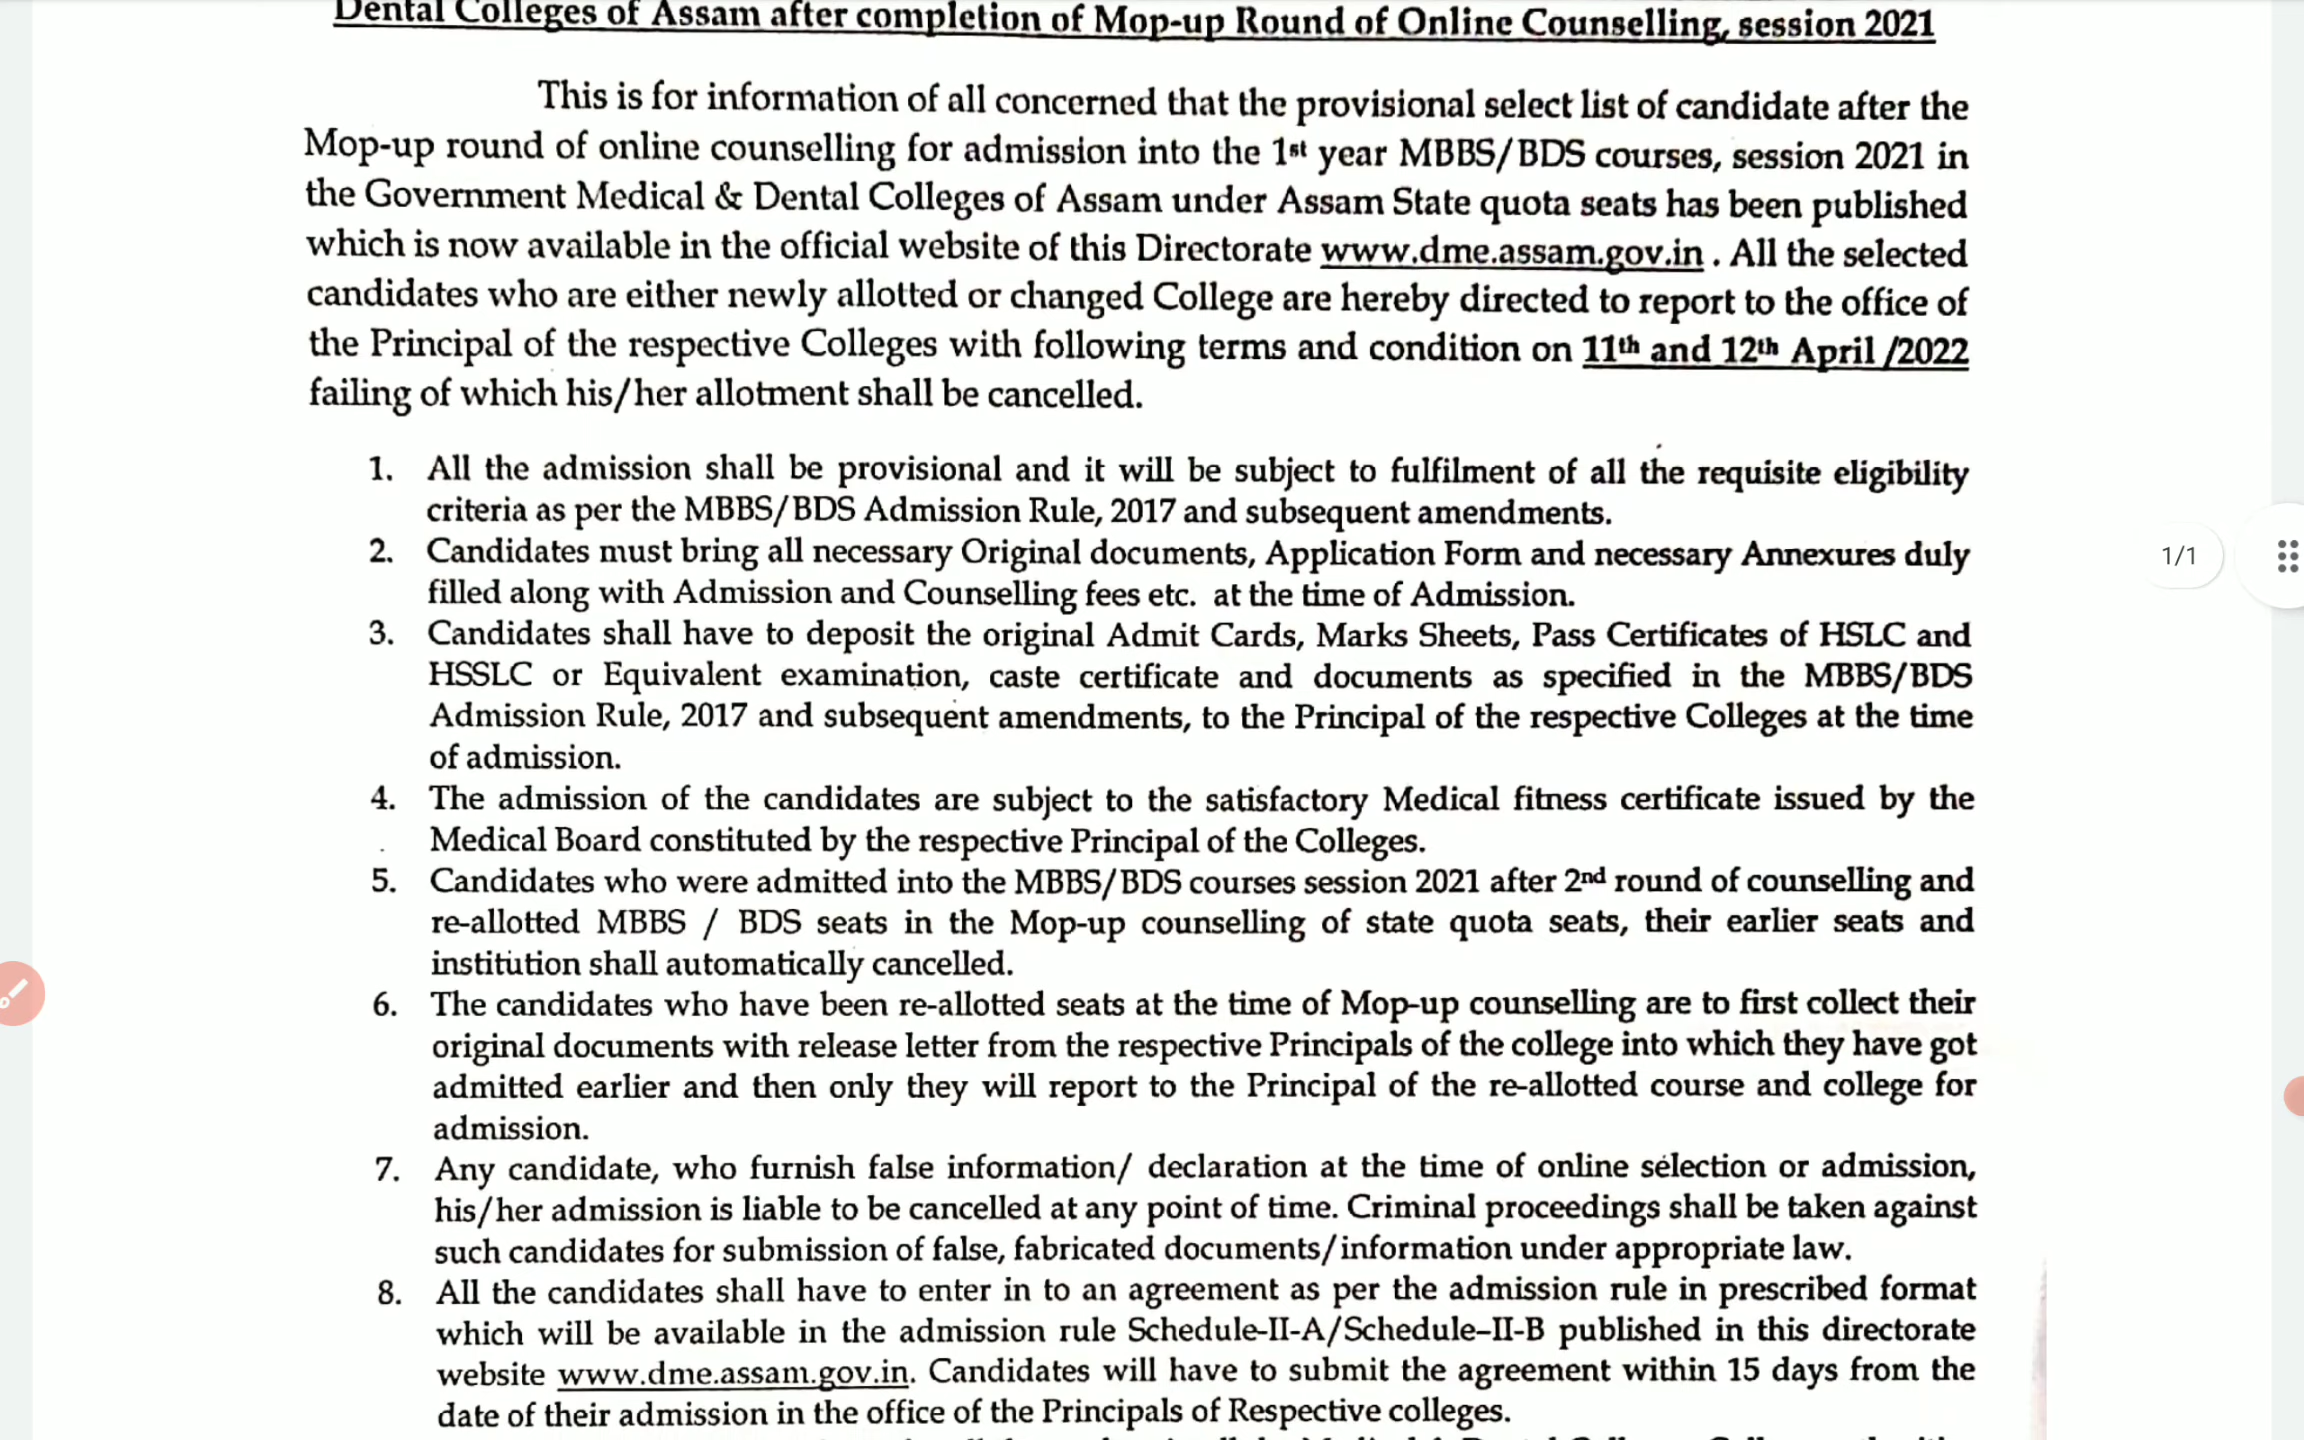 Dental Colleges of Assam after completion of Mop-up Round of Online Counselling, session 2021
This is for information of all concerned that the provisional select list of candidate after the
Mop-up round of online counselling for admission into the 1st year MBBS/BDS courses, session 2021 in
the Government Medical & Dental Colleges of Assam under Assam State quota seats has been published
which is now available in the official website of this Directorate www.dme.assam.gov.in . All the selected
candidates who are either newly allotted or changed College are hereby directed to report to the office of
the Principal of the respective Colleges with following terms and condition on 11th and 12th April /2022
failing of which his/her allotment shall be cancelled.
1. All the admission shall be provisional and it will be subject to fulfilment of all the requisite eligibility
criteria as per the MBBS/BDS Admission Rule, 2017 and subsequent amendments.
2. Candidates must bring all necessary Original documents, Application Form and necessary Annexures duly
filled along with Admission and Counselling fees etc. at the time of Admission.
1/1
3. Candidates shall have to deposit the original Admit Cards, Marks Sheets, Pass Certificates of HSLC and
HSSLC or Equivalent examination, caste certificate and documents as specified in the MBBS/BDS
Admission Rule, 2017 and subsequent amendments, to the Principal of the respective Colleges at the time
of admission.
4. The admission of the candidates are subject to the satisfactory Medical fitness certificate issued by the
Medical Board constituted by the respective Principal of the Colleges.
5. Candidates who were admitted into the MBBS/BDS courses session 2021 after 2nd round of counselling and
re-allotted MBBS / BDS seats in the Mop-up counselling of state quota seats, their earlier seats and
institution shall automatically cancelled.
6. The candidates who have been re-allotted seats at the time of Mop-up counselling are to first collect their
original documents with release letter from the respective Principals of the college into which they have got
admitted earlier and then only they will report to the Principal of the re-allotted course and college for
admission.
7. Any candidate, who furnish false information/ declaration at the time of online selection or admission,
his/her admission is liable to be cancelled at any point of time. Criminal proceedings shall be taken against
such candidates for submission of false, fabricated documents/information under appropriate law.
8. All the candidates shall have to enter in to an agreement as per the admission rule in prescribed format
which will be available in the admission rule Schedule-II-A/Schedule-II-B published in this directorate
website www.dme.assam.gov.in. Candidates will have to submit the agreement within 15 days from the
date of their admission in the office of the Principals of Respective colleges.